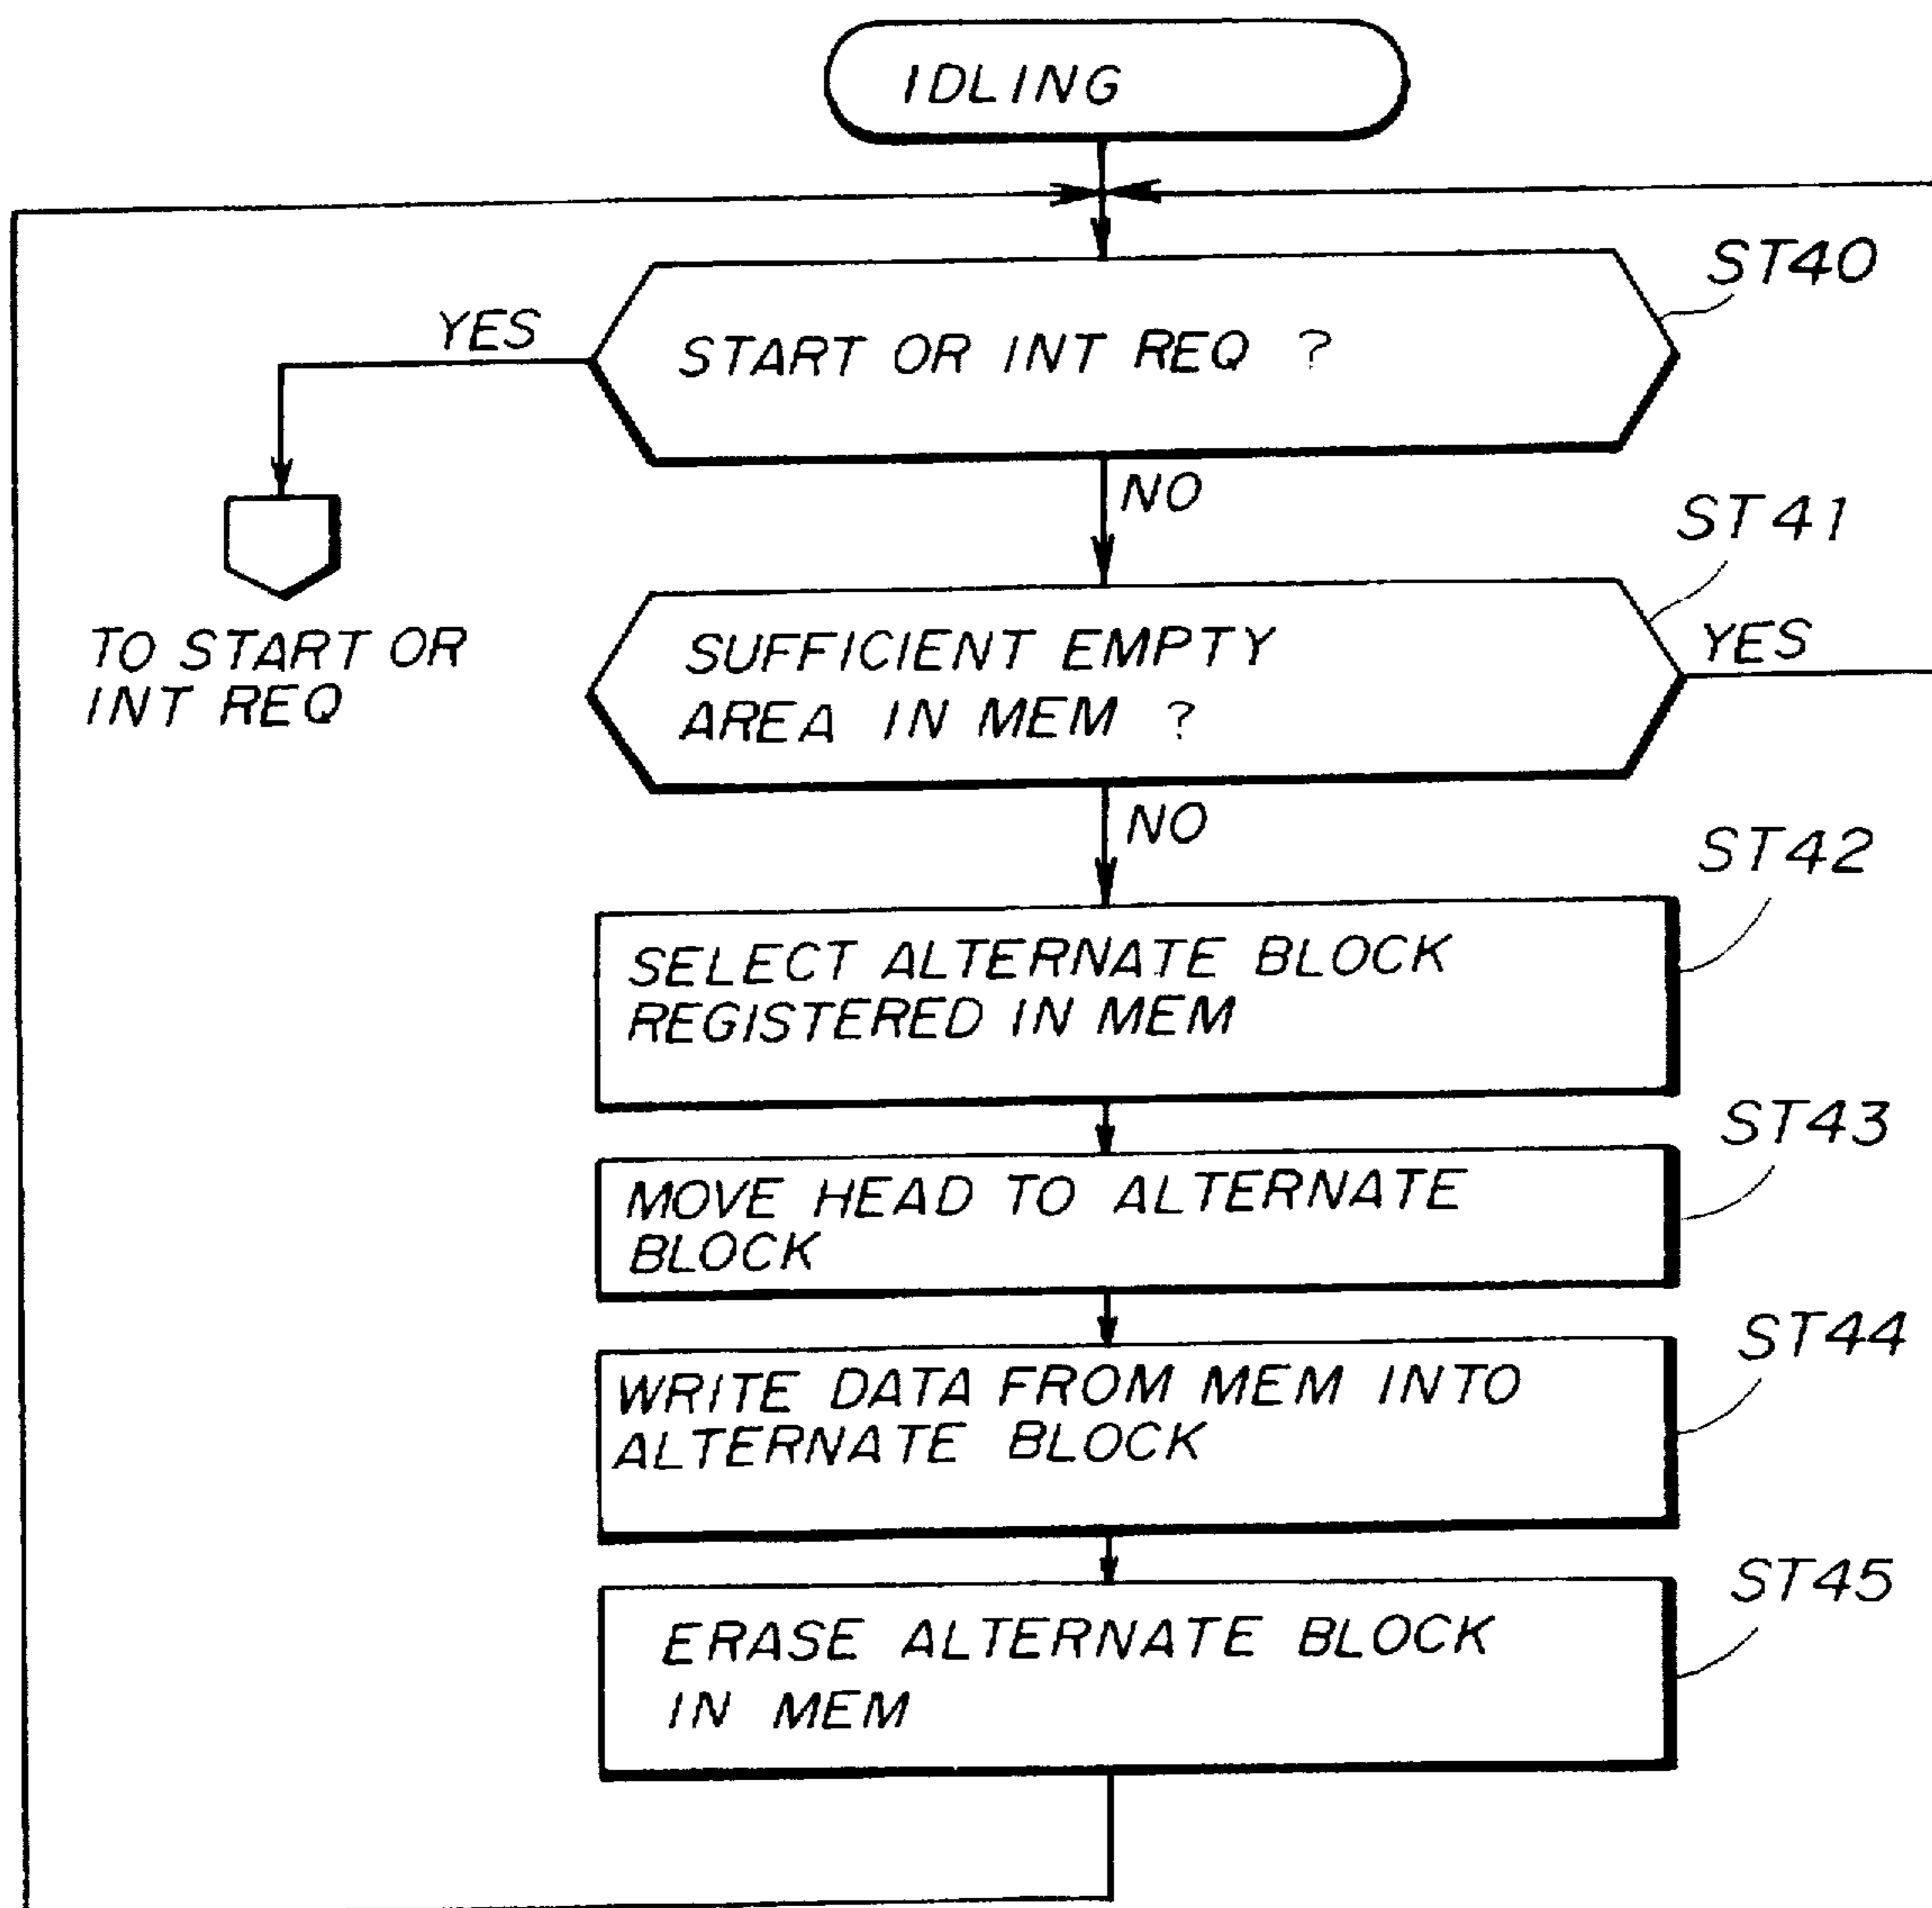 IDLING
ST40
YES
START OR INT REQ ?
NO
ST41
TO START OR
INT REQ
SUFFICIENT EMPTY
AREA IN MEM ?
YES
NO
ST42
SELECT ALTERNATE BLOCK
REGISTERED IN MEM
ST43
MOVE HEAD TO ALTERNATE
BLOCK
ST44
WRITE DATA FROM MEM INTO
ALTERNATE BLOCK
ST45
ERASE ALTERNATE BLOCK
IN MEM